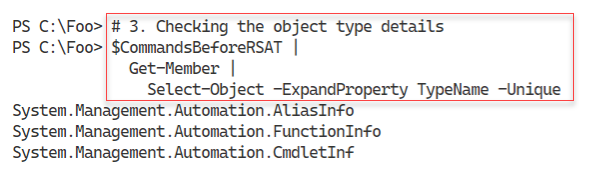 PS C:\Foo> # 3. Checking the object type details
PS C:\Foo> $CommandsBeforeRSAT |
Get-Member |
Select-Object -ExpandProperty TypeName -Unique
System.Management.Automation.AliasInfo
System.Management.Automation.FunctionInfo
System.Management.Automation.CmdletInf